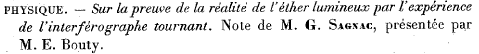 PHYSIQUE. — Sur la preuve de la réalité de l'éther lumineux par l'expérience
de l'interférographe tournant. Note de M. G. SAGNAC, présentée par
M. E. Bouty.